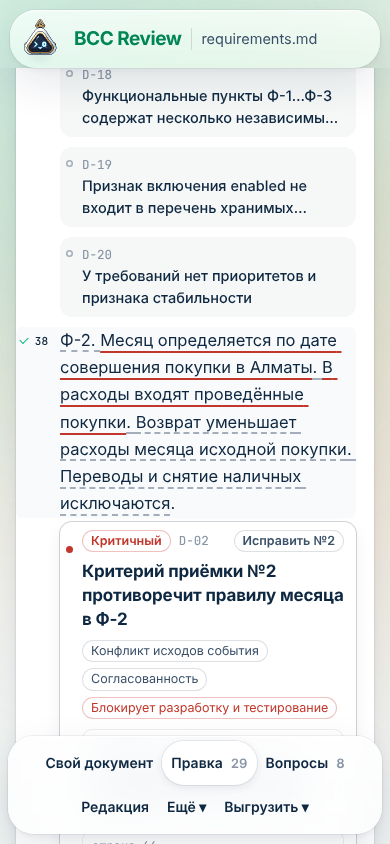 BCC Review requirements.md
D-18
Функциональные пункты Ф-1…Ф-3
содержат несколько независимы…
D-19
Признак включения enabled не
входит в перечень хранимых…
D-20
У требований нет приоритетов и
признака стабильности
38 Ф-2. Месяц определяется по дате
совершения покупки в Алматы. В
расходы входят проведённые
покупки. Возврат уменьшает
расходы месяца исходной покупки.
Переводы и снятие наличных
исключаются.
Критичный D-02 Исправить №2
Критерий приёмки №2
противоречит правилу месяца
в Ф-2
Конфликт исходов события
Согласованность
Блокирует разработку и тестирование
Свой документ Правка 29 Вопросы 8
Редакция Ещё ▾ Выгрузить ▾